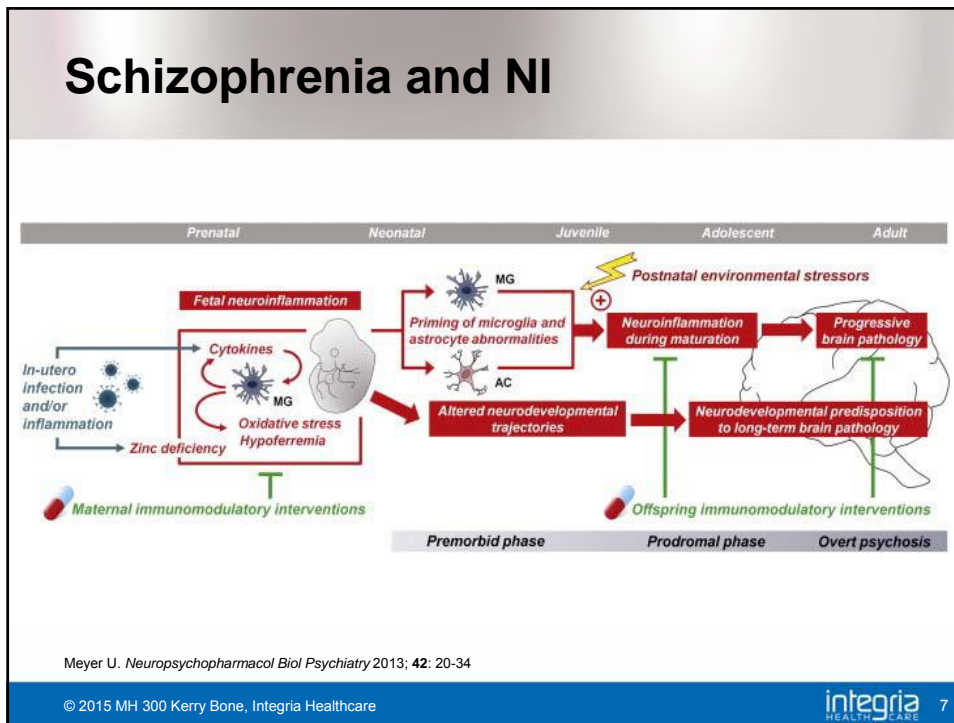 Schizophrenia and NI
Prenatal Neonatal Juvenile Adolescent Adult
Postnatal environmental stressors
Fetal neuroinflammation
MG
+
Priming of microglia and
astrocyte abnormalities
AC
Neuroinflammation
during maturation
Progressive
brain pathology
In-utero
infection
and/or
inflammation
Cytokines
MG
Oxidative stress
Hypoferremia
Zinc deficiency
Altered neurodevelopmental
trajectories
Neurodevelopmental predisposition
to long-term brain pathology
Maternal immunomodulatory interventions
Offspring immunomodulatory interventions
Premorbid phase Prodromal phase Overt psychosis
Meyer U. Neuropsychopharmacol Biol Psychiatry 2013; 42: 20-34
© 2015 MH 300 Kerry Bone, Integria Healthcare
integria
HEALTHCARE
7